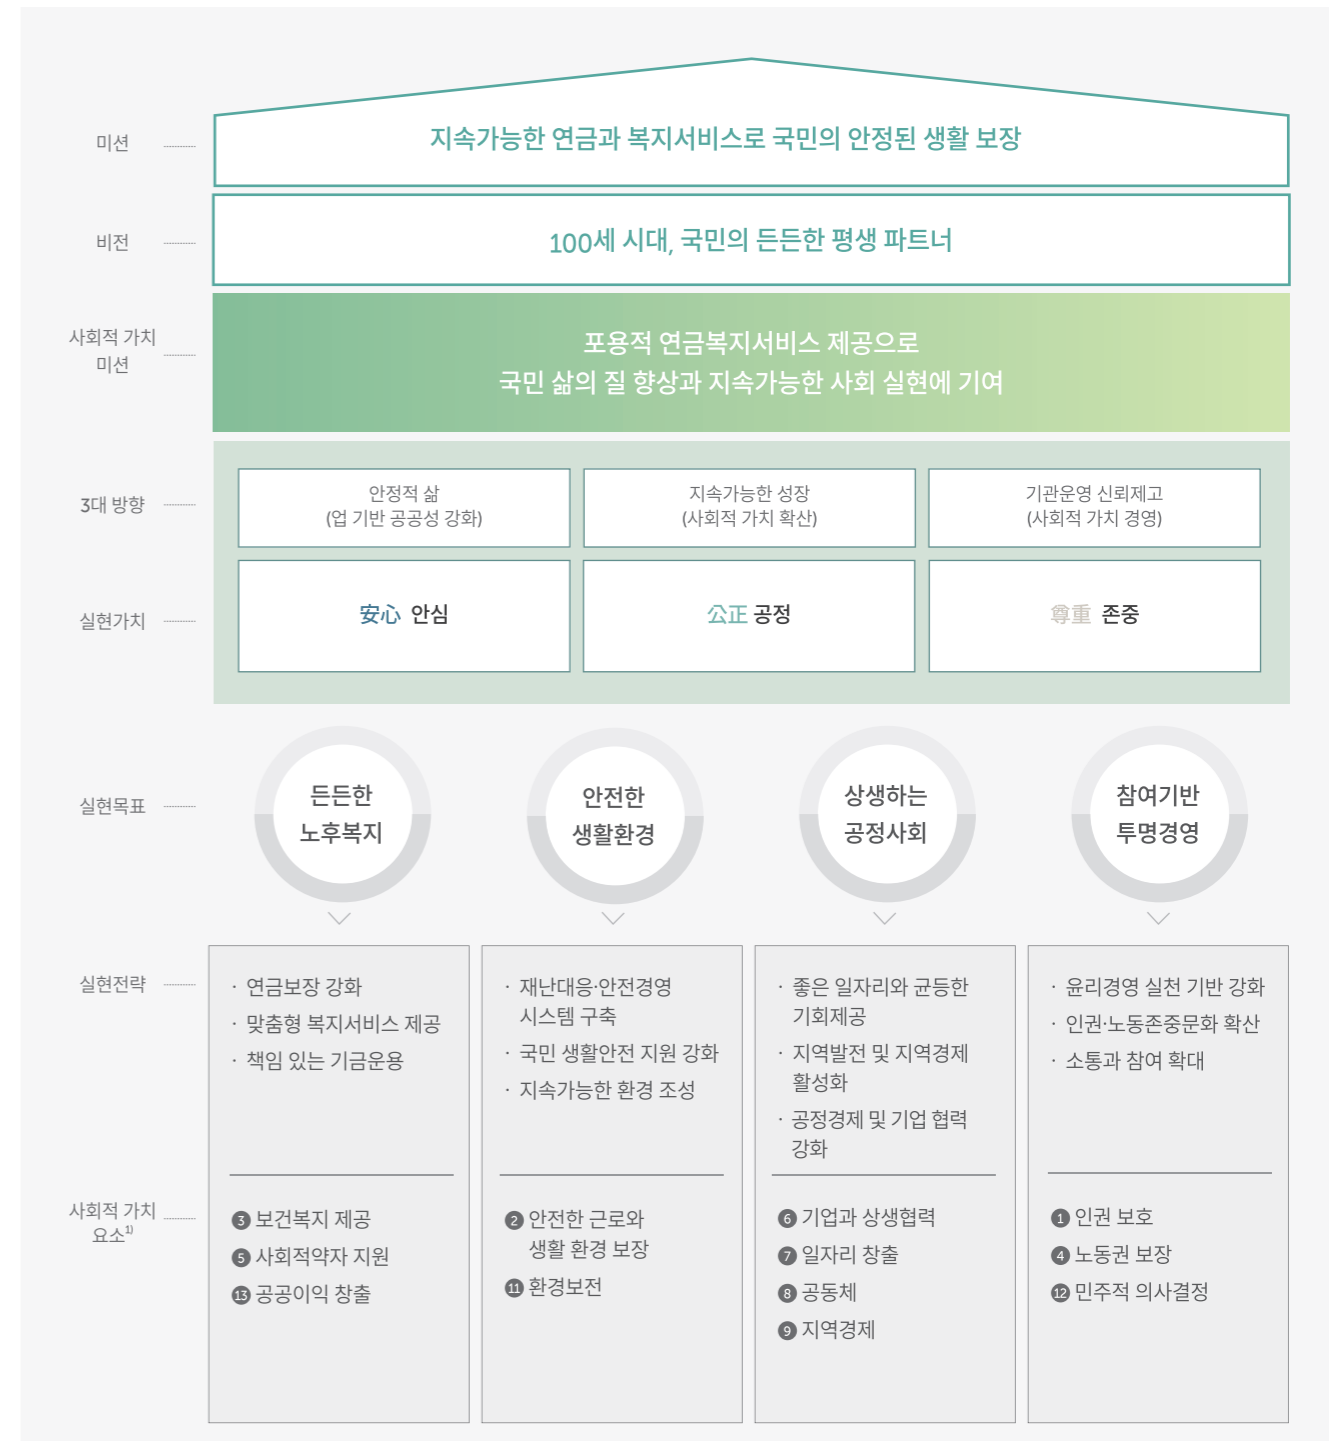 미션
지속가능한 연금과 복지서비스로 국민의 안정된 생활 보장
비전
100세 시대, 국민의 든든한 평생 파트너
사회적 가치
미션
포용적 연금복지서비스 제공으로
국민 삶의 질 향상과 지속가능한 사회 실현에 기여
3대 방향
안정적 삶
(업 기반 공공성 강화)
지속가능한 성장
(사회적 가치 확산)
기관운영 신뢰제고
(사회적 가치 경영)
실현가치
安心 안심
公正 공정
尊重 존중
실현목표
든든한
노후복지
안전한
생활환경
상생하는
공정사회
참여기반
투명경영
실현전략
· 연금보장 강화
· 맞춤형 복지서비스 제공
· 책임 있는 기금운용
· 재난대응·안전경영
시스템 구축
· 국민 생활안전 지원 강화
· 지속가능한 환경 조성
· 좋은 일자리와 균등한
기회제공
· 지역발전 및 지역경제
활성화
· 공정경제 및 기업 협력
강화
· 윤리경영 실천 기반 강화
· 인권·노동존중문화 확산
· 소통과 참여 확대
사회적 가치
요소1)
❸ 보건복지 제공
❺ 사회적약자 지원
⓭ 공공이익 창출
❷ 안전한 근로와
생활 환경 보장
⓫ 환경보전
❻ 기업과 상생협력
❼ 일자리 창출
❽ 공동체
❾ 지역경제
❶ 인권 보호
❹ 노동권 보장
⓬ 민주적 의사결정